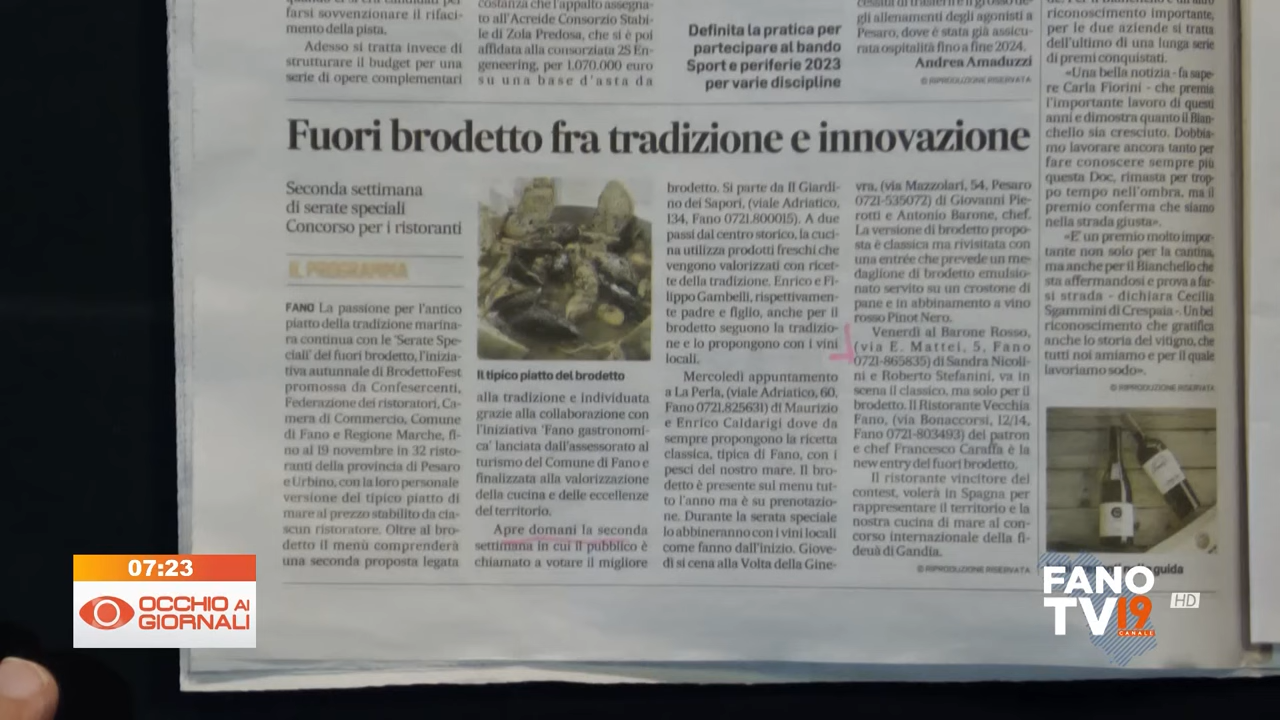 farsi sovvenzionare il rifaci-
mento della pista.
Adesso si tratta invece di
strutturare il budget per una
serie di opere complementari
costanza che l'appalto assegna-
to all'Acreide Consorzio Stabi-
le di Zola Predosa, che si è poi
affidata alla consorziata 2S En-
geneering, per 1.070.000 euro
su una base d'asta da
Definita la pratica per
partecipare al bando
Sport e periferie 2023
per varie discipline
gli allenamenti degli agonisti a
Pesaro, dove è stata già assicu-
rata ospitalità fino a fine 2024.
Andrea Amaduzzi
© RIPRODUZIONE RISERVATA
Fuori brodetto fra tradizione e innovazione
Seconda settimana
di serate speciali
Concorso per i ristoranti
IL PROGRAMMA
FANO La passione per l'antico
piatto della tradizione marina-
ra continua con le 'Serate Spe-
ciali' del fuori brodetto, l'inizia-
tiva autunnale di BrodettoFest
promossa da Confesercenti,
Federazione dei ristoratori, Ca-
mera di Commercio, Comune
di Fano e Regione Marche, fi-
no al 19 novembre in 32 risto-
ranti della provincia di Pesaro
e Urbino, con la loro personale
versione del tipico piatto di
mare al prezzo stabilito da cia-
scun ristoratore. Oltre al bro-
detto il menù comprenderà
una seconda proposta legata
Il tipico piatto del brodetto
alla tradizione e individuata
grazie alla collaborazione con
l'iniziativa 'Fano gastronomi-
ca' lanciata dall'assessorato al
turismo del Comune di Fano e
finalizzata alla valorizzazione
della cucina e delle eccellenze
del territorio.
Apre domani la seconda
settimana in cui il pubblico è
chiamato a votare il migliore
brodetto. Si parte da Il Giardi-
no dei Sapori, (viale Adriatico,
134, Fano 0721.800015). A due
passi dal centro storico, la cuci-
na utilizza prodotti freschi che
vengono valorizzati con ricet-
te della tradizione. Enrico e Fi-
lippo Gambelli, rispettivamen-
te padre e figlio, anche per il
brodetto seguono la tradizio-
ne e lo propongono con i vini
locali.
Mercoledì appuntamento
a La Perla, (viale Adriatico, 60,
Fano 0721.825631) di Maurizio
e Enrico Caldarigi dove da
sempre propongono la ricetta
classica, tipica di Fano, con i
pesci del nostro mare. Il bro-
detto è presente sul menu tut-
to l'anno ma è su prenotazio-
ne. Durante la serata speciale
lo abbineranno con i vini locali
come fanno dall'inizio. Giove-
dì si cena alla Volta della Gine-
vra, (via Mazzolari, 54, Pesaro
0721-535072) di Giovanni Pie-
rotti e Antonio Barone, chef.
La versione di brodetto propo-
sta è classica ma rivisitata con
una entrée che prevede un me-
daglione di brodetto emulsio-
nato servito su un crostone di
pane e in abbinamento a vino
rosso Pinot Nero.
Venerdì al Barone Rosso,
(via E. Mattei, 5, Fano
0721-865835) di Sandra Nicoli-
ni e Roberto Stefanini, va in
scena il classico, ma solo per il
brodetto. Il Ristorante Vecchia
Fano, (via Bonaccorsi, 12/14,
Fano 0721-803493) del patron
e chef Francesco Caraffa è la
new entry del fuori brodetto.
Il ristorante vincitore del
contest, volerà in Spagna per
rappresentare il territorio e la
nostra cucina di mare al con-
corso internazionale della fi-
deuà di Gandia.
© RIPRODUZIONE RISERVATA
riconoscimento importante,
per le due aziende si tratta
dell'ultimo di una lunga serie
di premi conquistati.
«Una bella notizia - fa sape-
re Carla Fiorini - che premia
l'importante lavoro di questi
anni e dimostra quanto il Bian-
chello sia cresciuto. Dobbia-
mo lavorare ancora tanto per
fare conoscere sempre più
questa Doc, rimasta per trop-
po tempo nell'ombra, ma il
premio conferma che siamo
nella strada giusta».
«E' un premio molto impor-
tante non solo per la cantina,
ma anche per il Bianchello che
sta affermandosi e prova a far-
si strada - dichiara Cecilia
Sgammini di Crespaia -. Un bel
riconoscimento che gratifica
anche lo storia del vitigno, che
tutti noi amiamo e per il quale
lavoriamo sodo».
© RIPRODUZIONE RISERVATA
guida
07:23
OCCHIO AI
GIORNALI
FANO
TV19
CANALE
HD